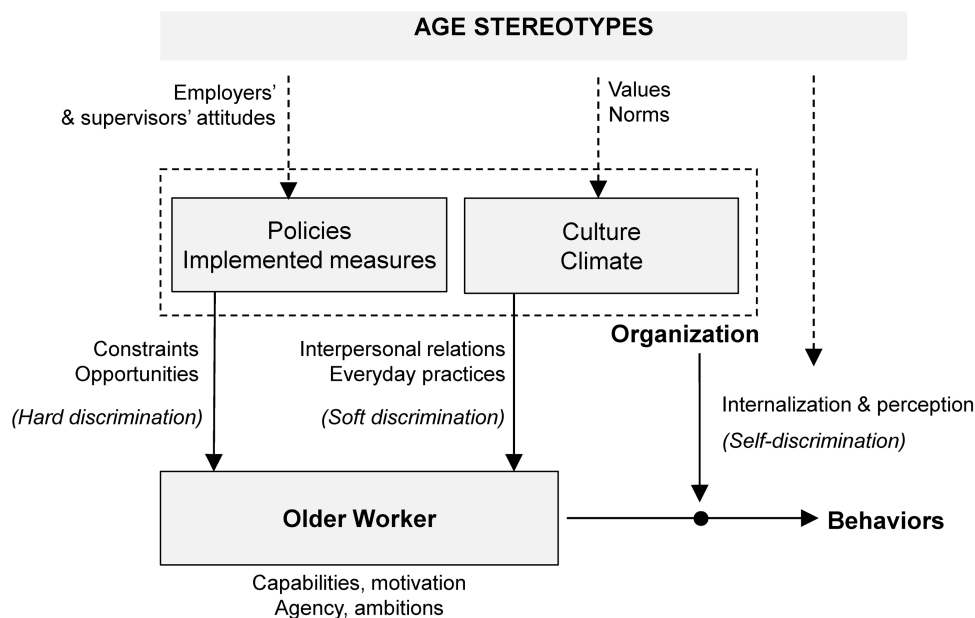 AGE STEREOTYPES
Employers’
& supervisors’ attitudes
Values
Norms
Policies
Implemented measures
Culture
Climate
Organization
Constraints
Opportunities
(Hard discrimination)
Interpersonal relations
Everyday practices
(Soft discrimination)
Internalization & perception
(Self-discrimination)
Older Worker
Behaviors
Capabilities, motivation
Agency, ambitions